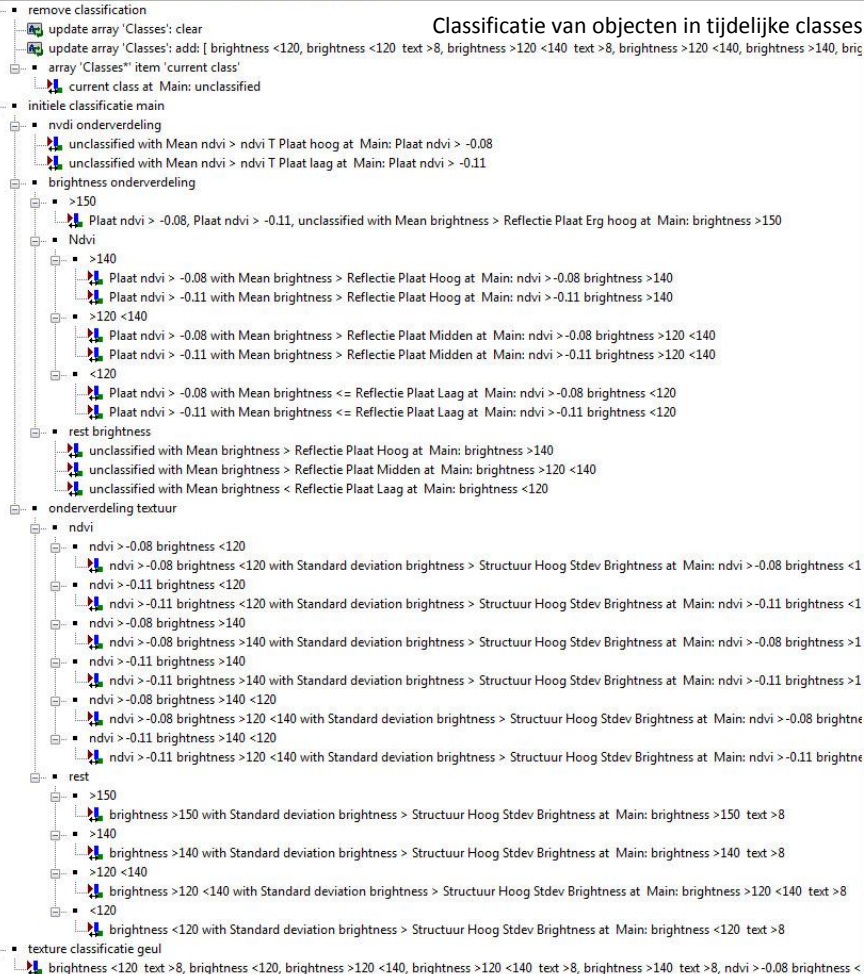 remove classification
Classificatie van objecten in tijdelijke classes
update array 'Classes': clear
update array 'Classes': add: [ brightness <120, brightness <120 text >8, brightness >120 <140 text >8, brightness >120 <140, brightness >140, brig
array 'Classes*' item 'current class'
current class at Main: unclassified
initiele classificatie main
nvdi onderverdeling
unclassified with Mean ndvi > ndvi T Plaat hoog at Main: Plaat ndvi > -0.08
unclassified with Mean ndvi > ndvi T Plaat laag at Main: Plaat ndvi > -0.11
brightness onderverdeling
>150
Plaat ndvi > -0.08, Plaat ndvi > -0.11, unclassified with Mean brightness > Reflectie Plaat Erg hoog at Main: brightness >150
Ndvi
>140
Plaat ndvi > -0.08 with Mean brightness > Reflectie Plaat Hoog at Main: ndvi >-0.08 brightness >140
Plaat ndvi > -0.11 with Mean brightness > Reflectie Plaat Hoog at Main: ndvi >-0.11 brightness >140
>120 <140
Plaat ndvi > -0.08 with Mean brightness > Reflectie Plaat Midden at Main: ndvi >-0.08 brightness >120 <140
Plaat ndvi > -0.11 with Mean brightness > Reflectie Plaat Midden at Main: ndvi >-0.11 brightness >120 <140
<120
Plaat ndvi > -0.08 with Mean brightness <= Reflectie Plaat Laag at Main: ndvi >-0.08 brightness <120
Plaat ndvi > -0.11 with Mean brightness <= Reflectie Plaat Laag at Main: ndvi >-0.11 brightness <120
rest brightness
unclassified with Mean brightness > Reflectie Plaat Hoog at Main: brightness >140
unclassified with Mean brightness > Reflectie Plaat Midden at Main: brightness >120 <140
unclassified with Mean brightness < Reflectie Plaat Laag at Main: brightness <120
onderverdeling textuur
ndvi
ndvi >-0.08 brightness <120
ndvi >-0.08 brightness <120 with Standard deviation brightness > Structuur Hoog Stdev Brightness at Main: ndvi >-0.08 brightness <1
ndvi >-0.11 brightness <120
ndvi >-0.11 brightness <120 with Standard deviation brightness > Structuur Hoog Stdev Brightness at Main: ndvi >-0.11 brightness <1
ndvi >-0.08 brightness >140
ndvi >-0.08 brightness >140 with Standard deviation brightness > Structuur Hoog Stdev Brightness at Main: ndvi >-0.08 brightness >1
ndvi >-0.11 brightness >140
ndvi >-0.11 brightness >140 with Standard deviation brightness > Structuur Hoog Stdev Brightness at Main: ndvi >-0.11 brightness >1
ndvi >-0.08 brightness >140 <120
ndvi >-0.08 brightness >120 <140 with Standard deviation brightness > Structuur Hoog Stdev Brightness at Main: ndvi >-0.08 brightne
ndvi >-0.11 brightness >140 <120
ndvi >-0.11 brightness >120 <140 with Standard deviation brightness > Structuur Hoog Stdev Brightness at Main: ndvi >-0.11 brightne
rest
>150
brightness >150 with Standard deviation brightness > Structuur Hoog Stdev Brightness at Main: brightness >150 text >8
>140
brightness >140 with Standard deviation brightness > Structuur Hoog Stdev Brightness at Main: brightness >140 text >8
>120 <140
brightness >120 <140 with Standard deviation brightness > Structuur Hoog Stdev Brightness at Main: brightness >120 <140 text >8
<120
brightness <120 with Standard deviation brightness > Structuur Hoog Stdev Brightness at Main: brightness <120 text >8
texture classificatie geul
brightness <120 text >8, brightness <120, brightness >120 <140, brightness >120 <140 text >8, brightness >140 text >8, ndvi >-0.08 brightness <